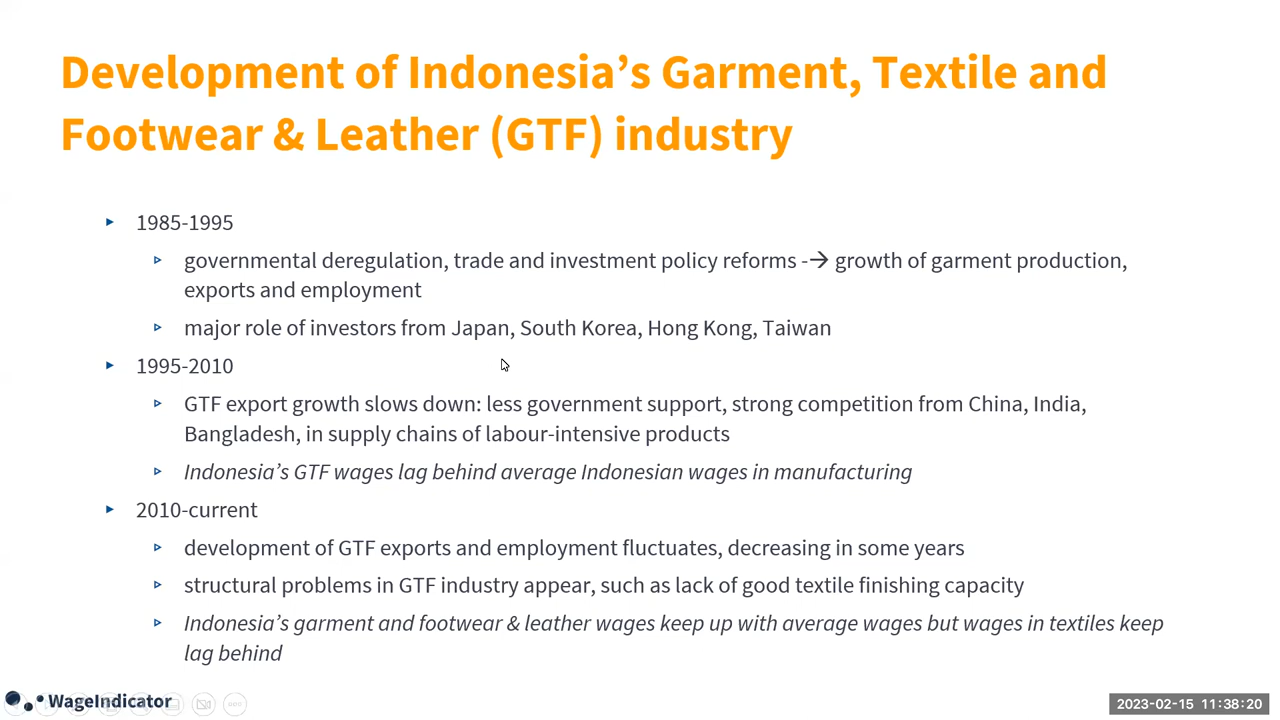 Development of Indonesia’s Garment, Textile and
Footwear & Leather (GTF) industry
1985-1995
governmental deregulation, trade and investment policy reforms -→ growth of garment production,
exports and employment
major role of investors from Japan, South Korea, Hong Kong, Taiwan
1995-2010
GTF export growth slows down: less government support, strong competition from China, India,
Bangladesh, in supply chains of labour-intensive products
Indonesia’s GTF wages lag behind average Indonesian wages in manufacturing
2010-current
development of GTF exports and employment fluctuates, decreasing in some years
structural problems in GTF industry appear, such as lack of good textile finishing capacity
Indonesia’s garment and footwear & leather wages keep up with average wages but wages in textiles keep
lag behind
WageIndicator
2023-02-15 11:38:20